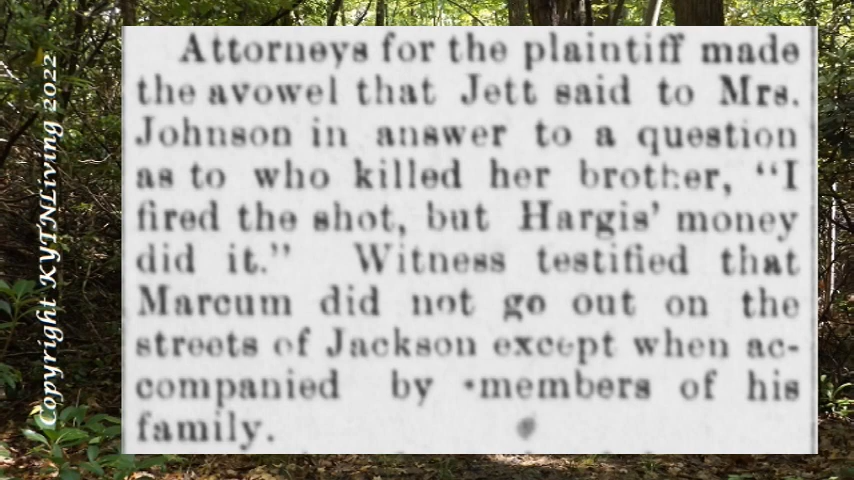 Attorneys for the plaintiff made
the avowel that Jett said to Mrs.
Johnson in answer to a question
as to who killed her brother, “I
fired the shot, but Hargis’ money
did it.” Witness testified that
Marcum did not go out on the
streets of Jackson except when ac-
companied by members of his
family.
Copyright KYTNLiving 2022